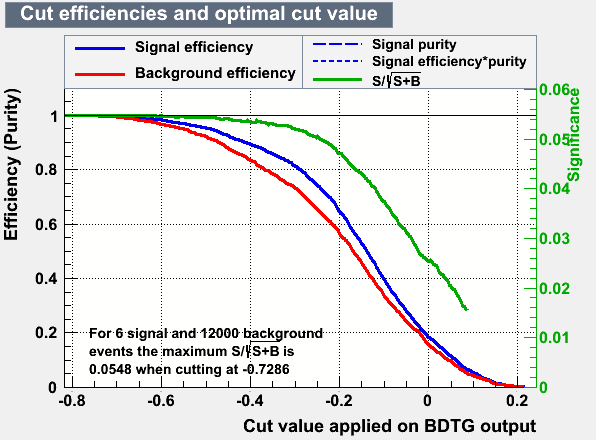 Cut efficiencies and optimal cut value
Signal efficiency
Background efficiency
Signal purity
Signal efficiency*purity
S/√S+B
Efficiency (Purity)
1
0.8
0.6
0.4
0.2
0
0.06
0.05
0.04
0.03
0.02
0.01
0
Significance
For 6 signal and 12000 background
events the maximum S/√S+B is
0.0548 when cutting at -0.7286
-0.8 -0.6 -0.4 -0.2 0 0.2
Cut value applied on BDTG output